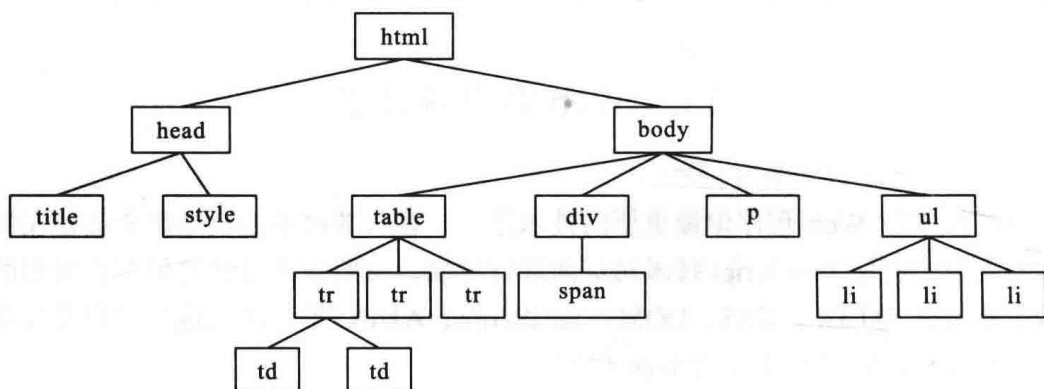 html
head body
title style table div p ul
tr tr tr span li li li
td td